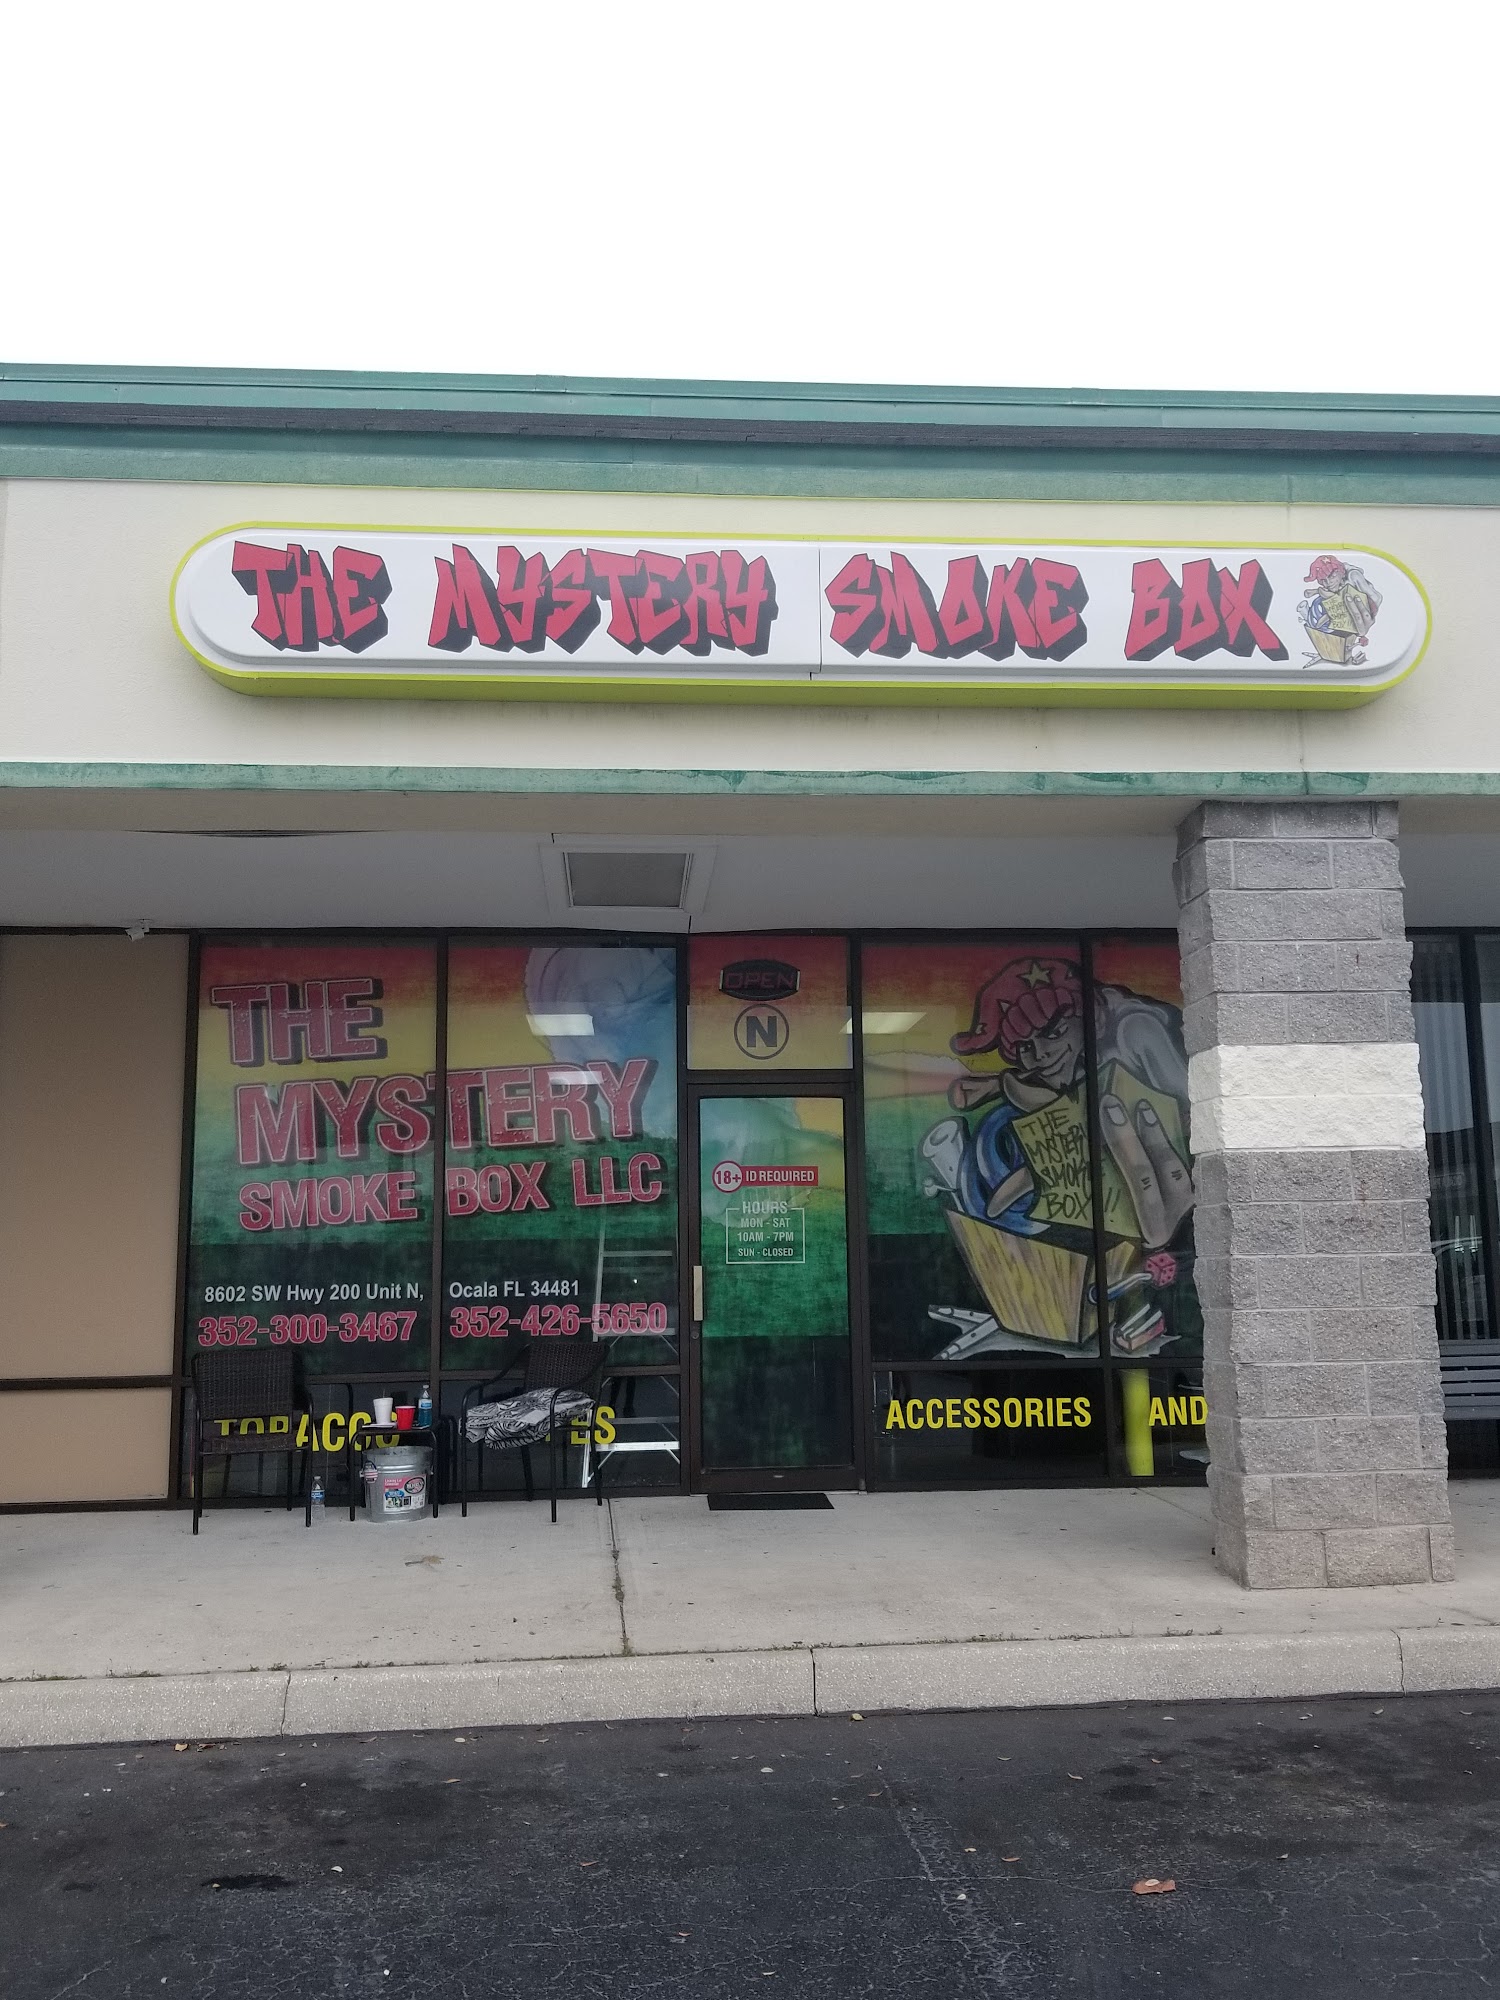 THE MYSTERY SMOKE BOX
THE
MYSTERY
SMOKE BOX LLC
8602 SW Hwy 200 Unit N, Ocala FL 34481
352-300-3467 352-426-5650
OPEN
N
18+ ID REQUIRED
HOURS
MON - SAT
10AM - 7PM
SUN - CLOSED
THE
MYSTERY
SMOKE
BOX!!
TOBACCO
ES
ACCESSORIES AND